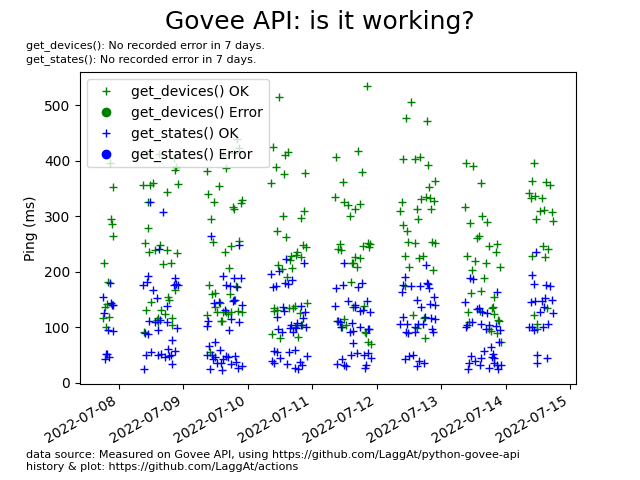 Govee API: is it working?
get_devices(): No recorded error in 7 days.
get_states(): No recorded error in 7 days.
get_devices() OK
get_devices() Error
get_states() OK
get_states() Error
Ping (ms)
500
400
300
200
100
0
2022-07-08
2022-07-09
2022-07-10
2022-07-11
2022-07-12
2022-07-13
2022-07-14
2022-07-15
data source: Measured on Govee API, using https://github.com/LaggAt/python-govee-api
history & plot: https://github.com/LaggAt/actions